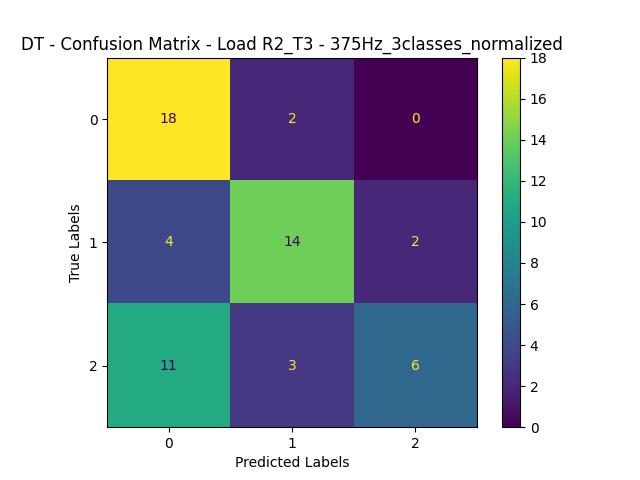 DT - Confusion Matrix - Load R2_T3 - 375Hz_3classes_normalized
18
16
14
12
10
8
6
4
2
0
True Labels
0
1
2
18 2 0
4 14 2
11 3 6
0 1 2
Predicted Labels